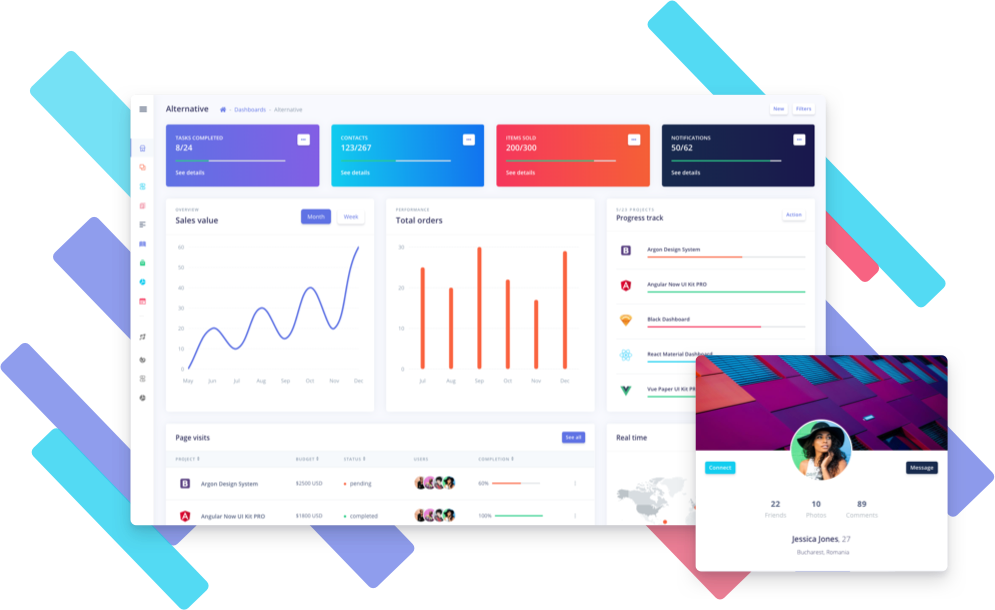 Alternative
- Dashboards - Alternative
New
Filters
TASKS COMPLETED
8/24
See details
CONTACTS
123/267
See details
ITEMS SOLD
200/300
See details
NOTIFICATIONS
50/62
See details
OVERVIEW
Sales value
Month
Week
60
50
40
30
20
10
0
May Jun Jul Aug Sep Oct Nov Dec
PERFORMANCE
Total orders
30
20
10
0
Jul Aug Sep Oct Nov Dec
5/23 PROJECTS
Progress track
Action
Argon Design System
Angular Now UI Kit PRO
Black Dashboard
React Material Dashboard
Vue Paper UI Kit
Page visits
See all
PROJECT BUDGET STATUS USERS COMPLETION
Argon Design System $2500 USD pending 60%
Angular Now UI Kit PRO $1800 USD completed 100%
Real time
Connect
Message
22 10 89
Friends Photos Comments
Jessica Jones, 27
Bucharest, Romania